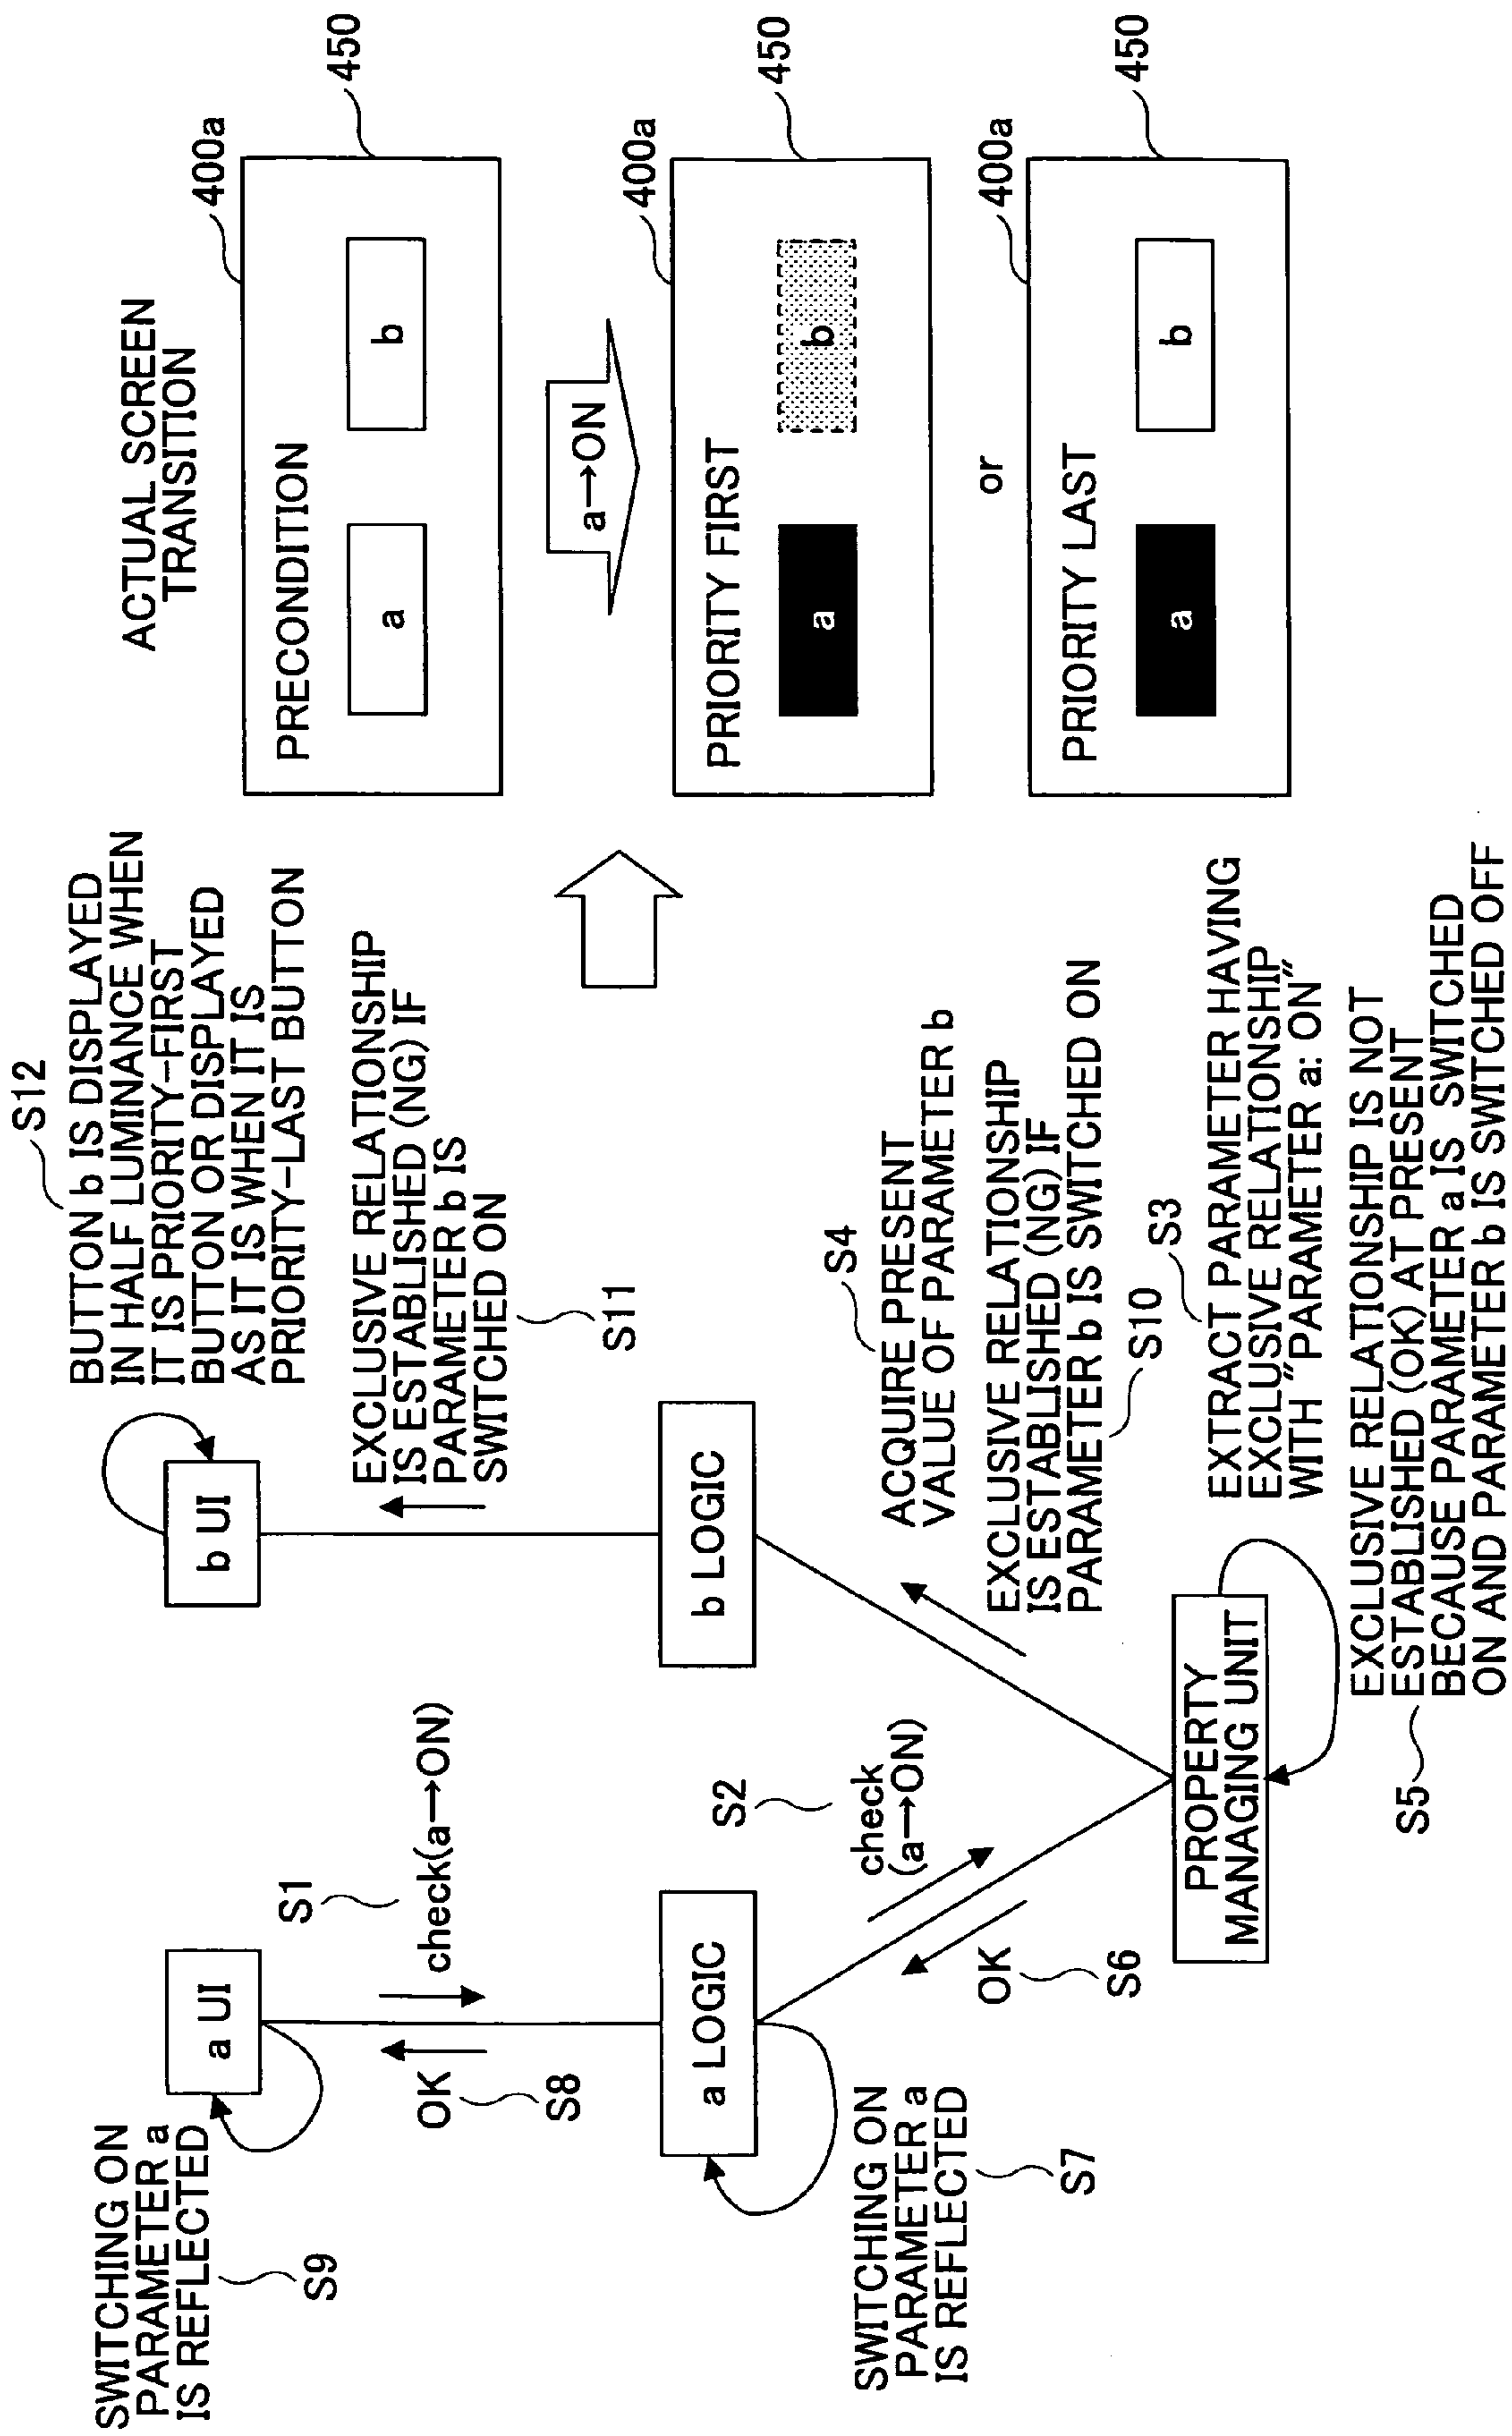 SWITCHING ON
PARAMETER a
IS REFLECTED
S9
a UI
S1
check(a→ON)
OK
S8
a LOGIC
SWITCHING ON
PARAMETER a
IS REFLECTED
S7
S2
check
(a→ON)
OK
S6
PROPERTY
MANAGING UNIT
S12
BUTTON b IS DISPLAYED
IN HALF LUMINANCE WHEN
IT IS PRIORITY-FIRST
BUTTON OR DISPLAYED
AS IT IS WHEN IT IS
PRIORITY-LAST BUTTON
b UI
EXCLUSIVE RELATIONSHIP
IS ESTABLISHED (NG) IF
PARAMETER b IS
SWITCHED ON
S11
b LOGIC
S4
ACQUIRE PRESENT
VALUE OF PARAMETER b
EXCLUSIVE RELATIONSHIP
IS ESTABLISHED (NG) IF
PARAMETER b IS SWITCHED ON
S10
S3
EXTRACT PARAMETER HAVING
EXCLUSIVE RELATIONSHIP
WITH "PARAMETER a: ON"
EXCLUSIVE RELATIONSHIP IS NOT
ESTABLISHED (OK) AT PRESENT
BECAUSE PARAMETER a IS SWITCHED
ON AND PARAMETER b IS SWITCHED OFF
S5
ACTUAL SCREEN
TRANSITION
400a
450
PRECONDITION
a
b
a→ON
400a
450
PRIORITY FIRST
a
b
or
400a
450
PRIORITY LAST
a
b